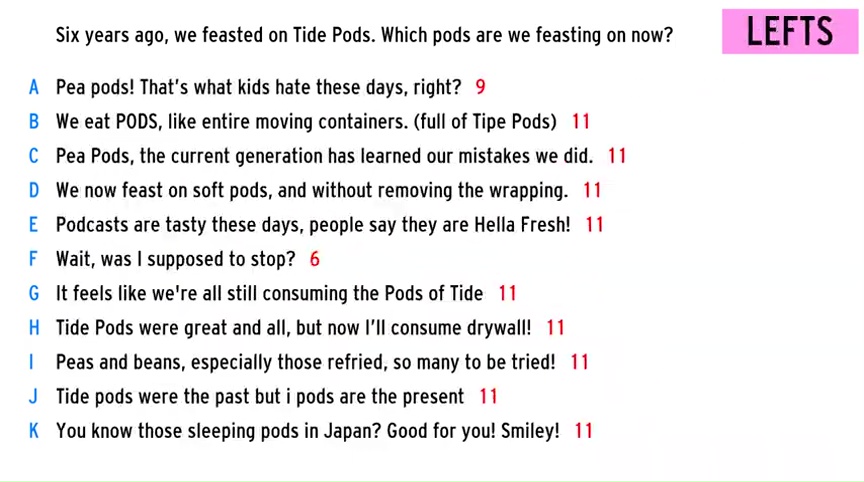 Six years ago, we feasted on Tide Pods. Which pods are we feasting on now?
LEFTS
A Pea pods! That's what kids hate these days, right? 9
B We eat PODS, like entire moving containers. (full of Tipe Pods) 11
C Pea Pods, the current generation has learned our mistakes we did. 11
D We now feast on soft pods, and without removing the wrapping. 11
E Podcasts are tasty these days, people say they are Hella Fresh! 11
F Wait, was I supposed to stop? 6
G It feels like we're all still consuming the Pods of Tide 11
H Tide Pods were great and all, but now I'll consume drywall! 11
I Peas and beans, especially those refried, so many to be tried! 11
J Tide pods were the past but i pods are the present 11
K You know those sleeping pods in Japan? Good for you! Smiley! 11